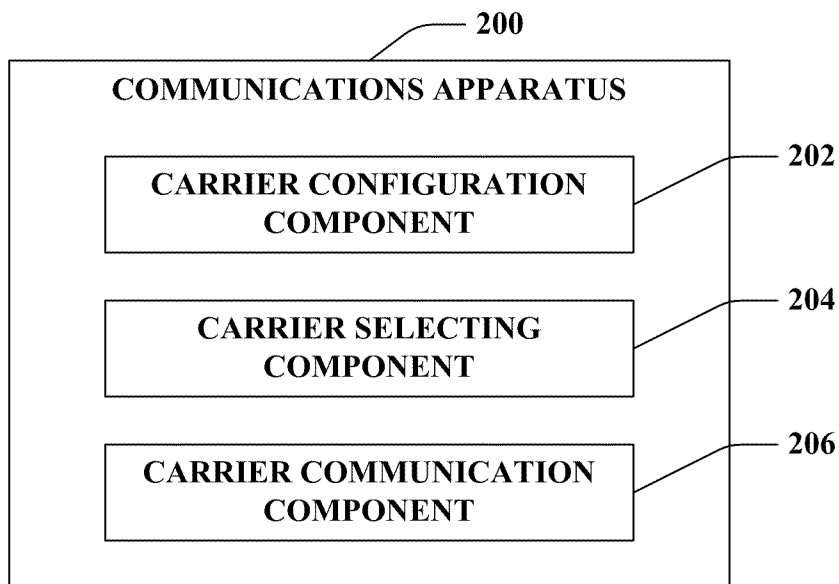 200
COMMUNICATIONS APPARATUS
202
CARRIER CONFIGURATION
COMPONENT
204
CARRIER SELECTING
COMPONENT
206
CARRIER COMMUNICATION
COMPONENT